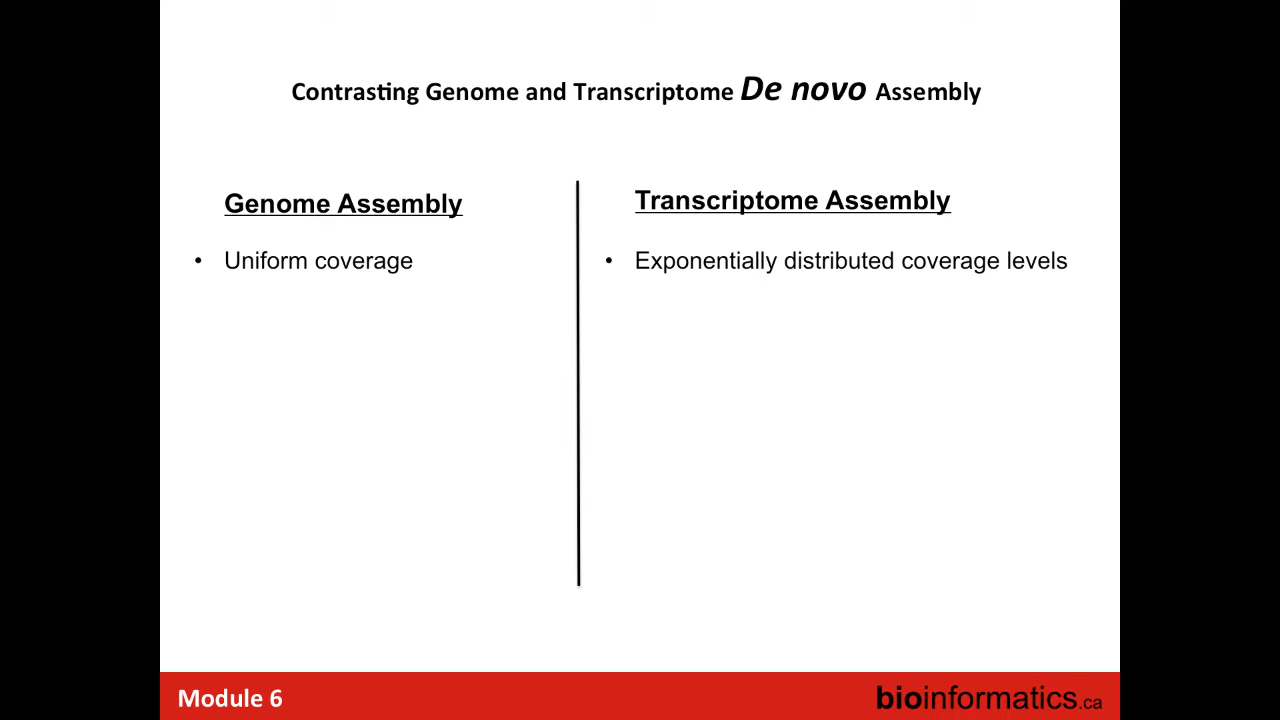 Contrasting Genome and Transcriptome De novo Assembly
Genome Assembly
• Uniform coverage
Transcriptome Assembly
• Exponentially distributed coverage levels
Module 6
bioinformatics.ca